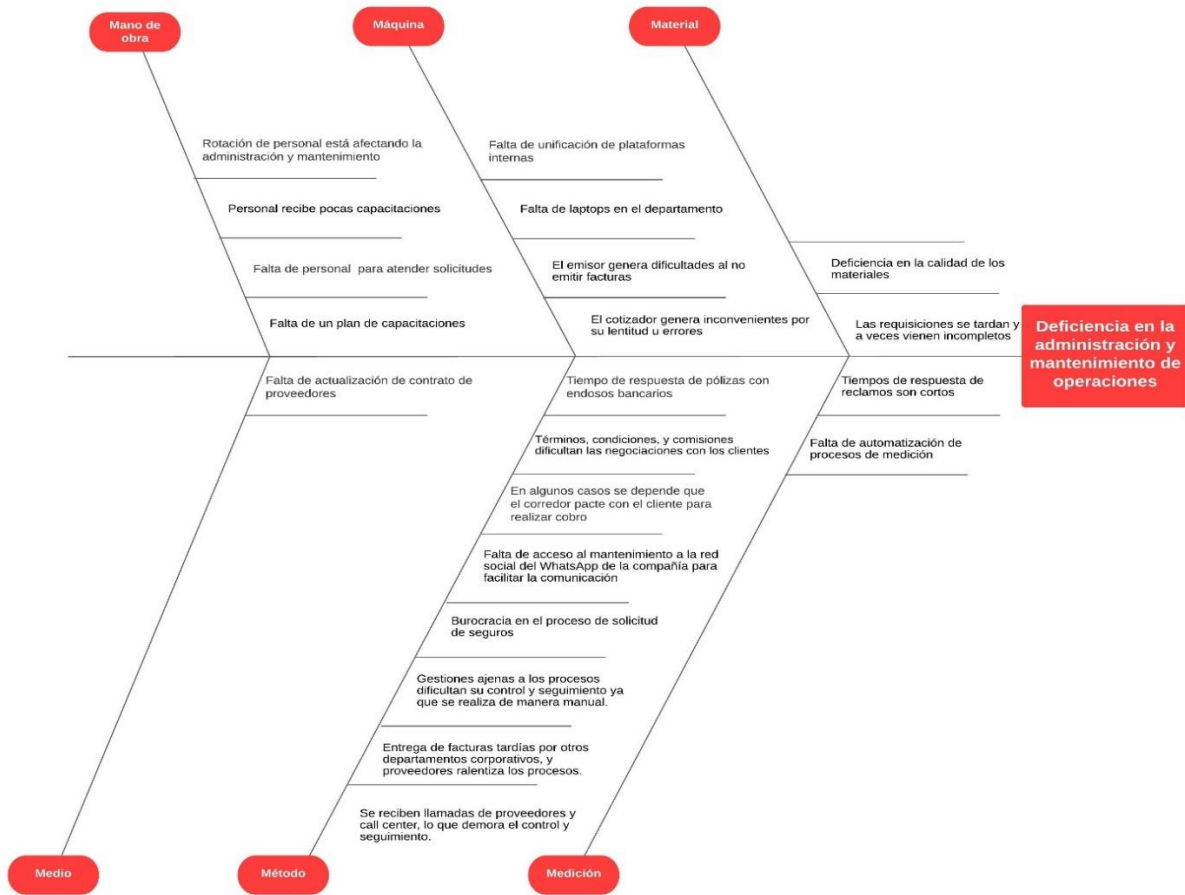 Mano de
obra
Máquina
Material
Rotación de personal está afectando la
administración y mantenimiento
Personal recibe pocas capacitaciones
Falta de personal para atender solicitudes
Falta de un plan de capacitaciones
Falta de unificación de plataformas
internas
Falta de laptops en el departamento
El emisor genera dificultades al no
emitir facturas
El cotizador genera inconvenientes por
su lentitud u errores
Deficiencia en la calidad de los
materiales
Las requisiciones se tardan y
a veces vienen incompletos
Deficiencia en la
administración y
mantenimiento de
operaciones
Falta de actualización de contrato de
proveedores
Tiempo de respuesta de pólizas con
endosos bancarios
Términos, condiciones, y comisiones
dificultan las negociaciones con los clientes
En algunos casos se depende que
el corredor pacte con el cliente para
realizar cobro
Falta de acceso al mantenimiento a la red
social del WhatsApp de la compañía para
facilitar la comunicación
Burocracia en el proceso de solicitud
de seguros
Gestiones ajenas a los procesos
dificultan su control y seguimiento ya
que se realiza de manera manual.
Entrega de facturas tardías por otros
departamentos corporativos, y
proveedores ralentiza los procesos.
Se reciben llamadas de proveedores y
call center, lo que demora el control y
seguimiento.
Tiempos de respuesta de
reclamos son cortos
Falta de automatización de
procesos de medición
Medio
Método
Medición